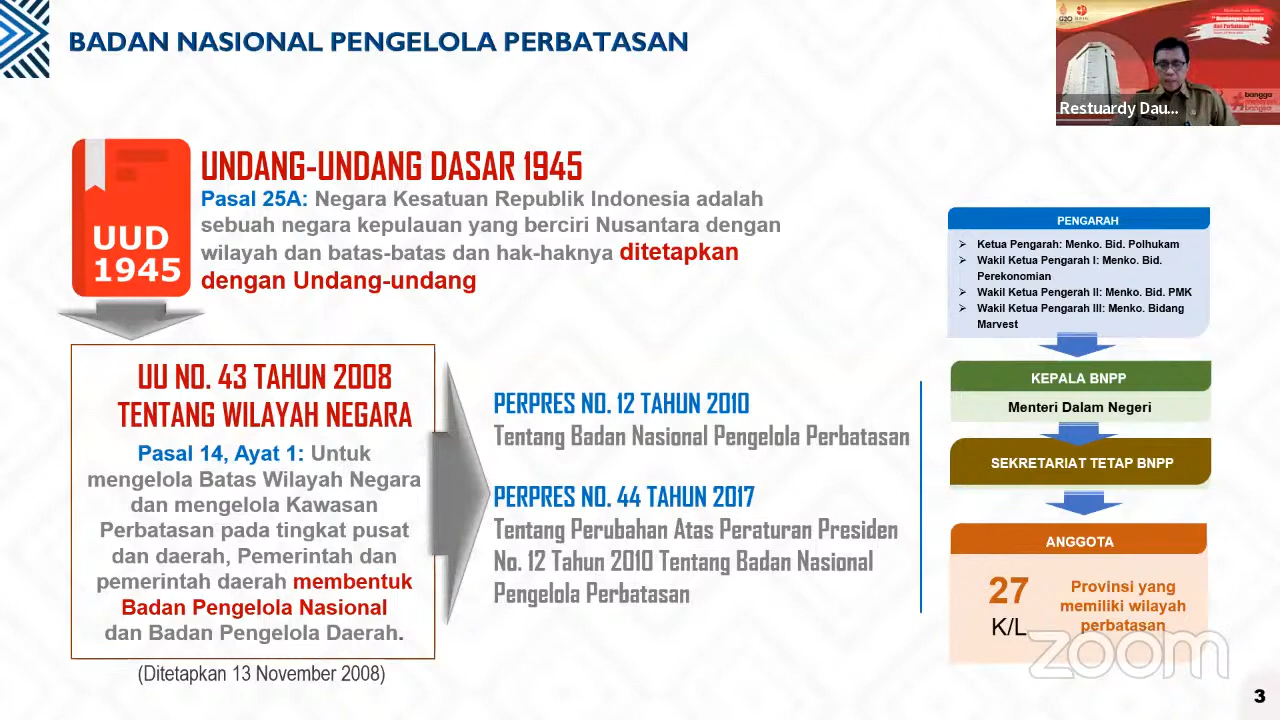 BADAN NASIONAL PENGELOLA PERBATASAN
G20
Restuardy Dau...
bangga
UUD
1945
UNDANG-UNDANG DASAR 1945
Pasal 25A: Negara Kesatuan Republik Indonesia adalah
sebuah negara kepulauan yang berciri Nusantara dengan
wilayah dan batas-batas dan hak-haknya ditetapkan
dengan Undang-undang
UU NO. 43 TAHUN 2008
TENTANG WILAYAH NEGARA
Pasal 14, Ayat 1: Untuk
mengelola Batas Wilayah Negara
dan mengelola Kawasan
Perbatasan pada tingkat pusat
dan daerah, Pemerintah dan
pemerintah daerah membentuk
Badan Pengelola Nasional
dan Badan Pengelola Daerah.
(Ditetapkan 13 November 2008)
PERPRES NO. 12 TAHUN 2010
Tentang Badan Nasional Pengelola Perbatasan
PERPRES NO. 44 TAHUN 2017
Tentang Perubahan Atas Peraturan Presiden
No. 12 Tahun 2010 Tentang Badan Nasional
Pengelola Perbatasan
PENGARAH
Ketua Pengarah: Menko. Bid. Polhukam
Wakil Ketua Pengarah I: Menko. Bid.
Perekonomian
Wakil Ketua Pengerah II: Menko. Bid. PMK
Wakil Ketua Pengarah III: Menko. Bidang
Marvest
KEPALA BNPP
Menteri Dalam Negeri
SEKRETARIAT TETAP BNPP
ANGGOTA
27
K/L
Provinsi yang
memiliki wilayah
perbatasan
zoom
3